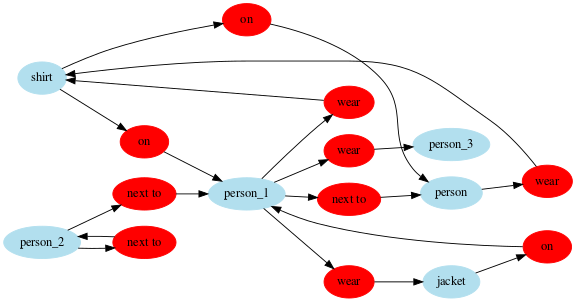 on
shirt
wear
on
wear
person_3
next to
person_1
next to
person
wear
person_2
next to
on
wear
jacket